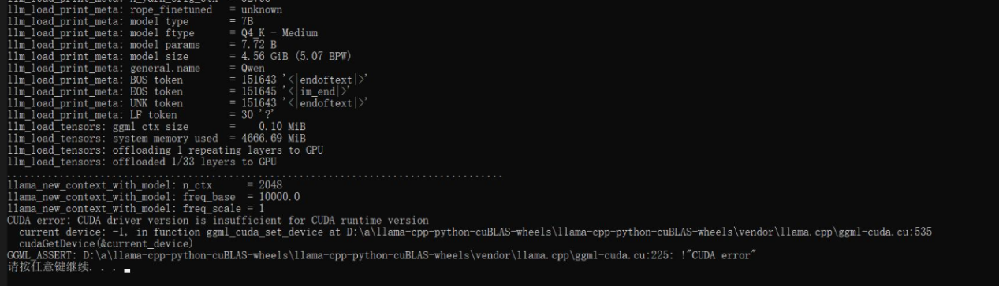 llm_load_print_meta: rope_finetuned = unknown
llm_load_print_meta: model type = 7B
llm_load_print_meta: model ftype = Q4_K - Medium
llm_load_print_meta: model params = 7.72 B
llm_load_print_meta: model size = 4.56 GiB (5.07 BPW)
llm_load_print_meta: general.name = Qwen
llm_load_print_meta: BOS token = 151643 '<|endoftext|>'
llm_load_print_meta: EOS token = 151645 '<|im_end|>'
llm_load_print_meta: UNK token = 151643 '<|endoftext|>'
llm_load_print_meta: LF token = 30 '?'
llm_load_tensors: ggml ctx size = 0.10 MiB
llm_load_tensors: system memory used = 4666.69 MiB
llm_load_tensors: offloading 1 repeating layers to GPU
llm_load_tensors: offloaded 1/33 layers to GPU
....................................................................................
llama_new_context_with_model: n_ctx = 2048
llama_new_context_with_model: freq_base = 10000.0
llama_new_context_with_model: freq_scale = 1
CUDA error: CUDA driver version is insufficient for CUDA runtime version
current device: -1, in function ggml_cuda_set_device at D:\a\llama-cpp-python-cuBLAS-wheels\llama-cpp-python-cuBLAS-wheels\vendor\llama.cpp\ggml-cuda.cu:535
cudaGetDevice(&current_device)
GGML_ASSERT: D:\a\llama-cpp-python-cuBLAS-wheels\llama-cpp-python-cuBLAS-wheels\vendor\llama.cpp\ggml-cuda.cu:225: !"CUDA error"
请按任意键继续. . .